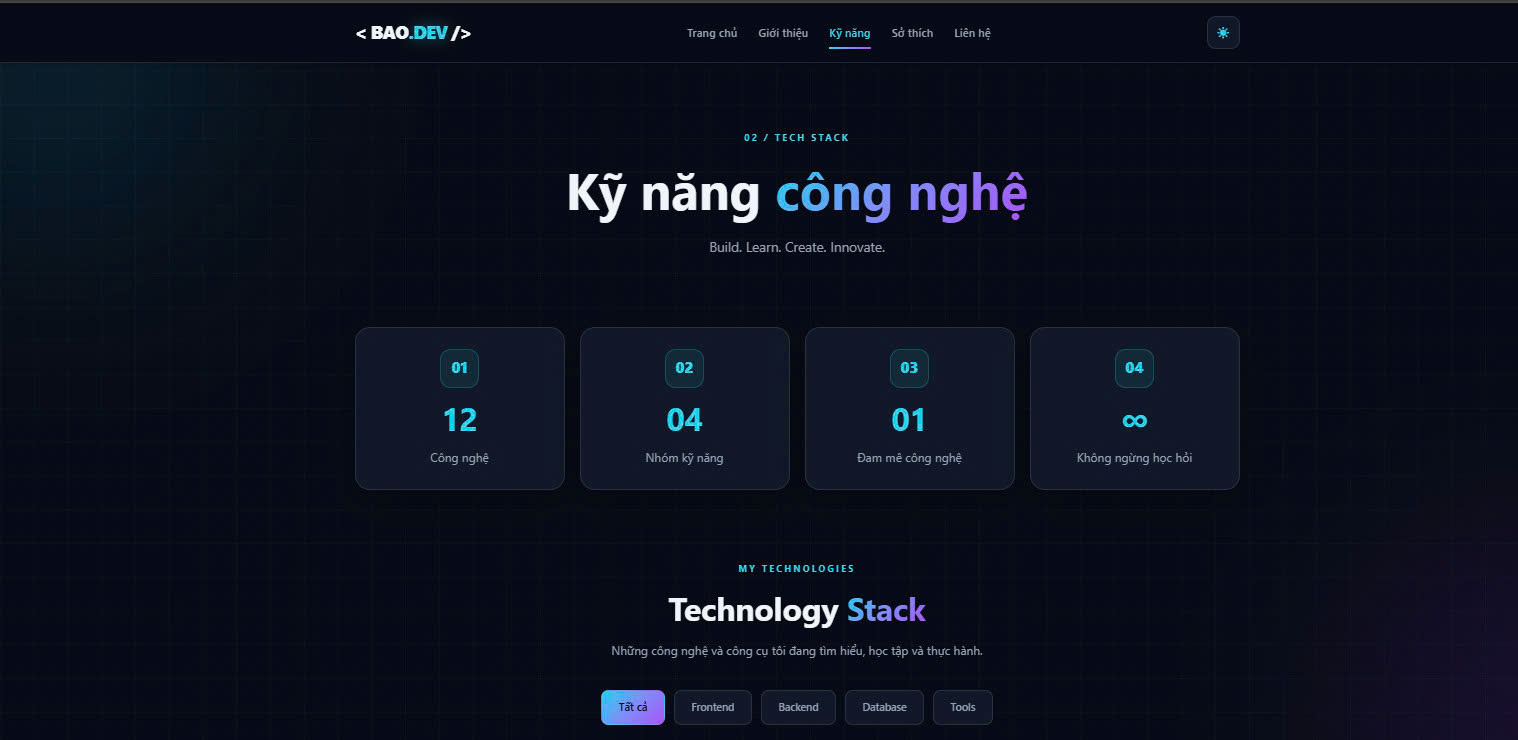 < BAO.DEV />
Trang chủ Giới thiệu Kỹ năng Sở thích Liên hệ
02 / TECH STACK
Kỹ năng công nghệ
Build. Learn. Create. Innovate.
01 02 03 04
12 04 01 ∞
Công nghệ Nhóm kỹ năng Đam mê công nghệ Không ngừng học hỏi
MY TECHNOLOGIES
Technology Stack
Những công nghệ và công cụ tôi đang tìm hiểu, học tập và thực hành.
Tất cả Frontend Backend Database Tools